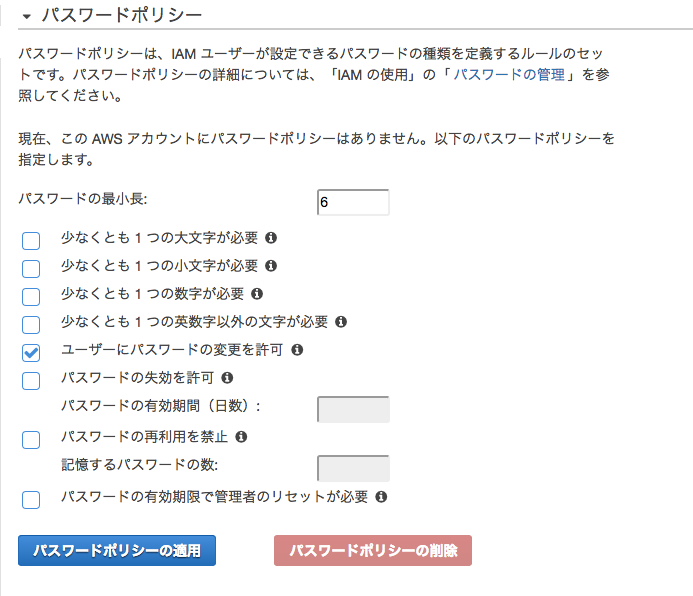 パスワードポリシー
パスワードポリシーは、IAM ユーザーが設定できるパスワードの種類を定義するルールのセッ
トです。パスワードポリシーの詳細については、「IAM の使用」の「 パスワードの管理 」を参
照してください。
現在、この AWS アカウントにパスワードポリシーはありません。以下のパスワードポリシーを
指定します。
パスワードの最小長: 6
少なくとも 1 つの大文字が必要
少なくとも 1 つの小文字が必要
少なくとも 1 つの数字が必要
少なくとも 1 つの英数字以外の文字が必要
ユーザーにパスワードの変更を許可
パスワードの失効を許可
パスワードの有効期間（日数）:
パスワードの再利用を禁止
記憶するパスワードの数:
パスワードの有効期限で管理者のリセットが必要
パスワードポリシーの適用 パスワードポリシーの削除